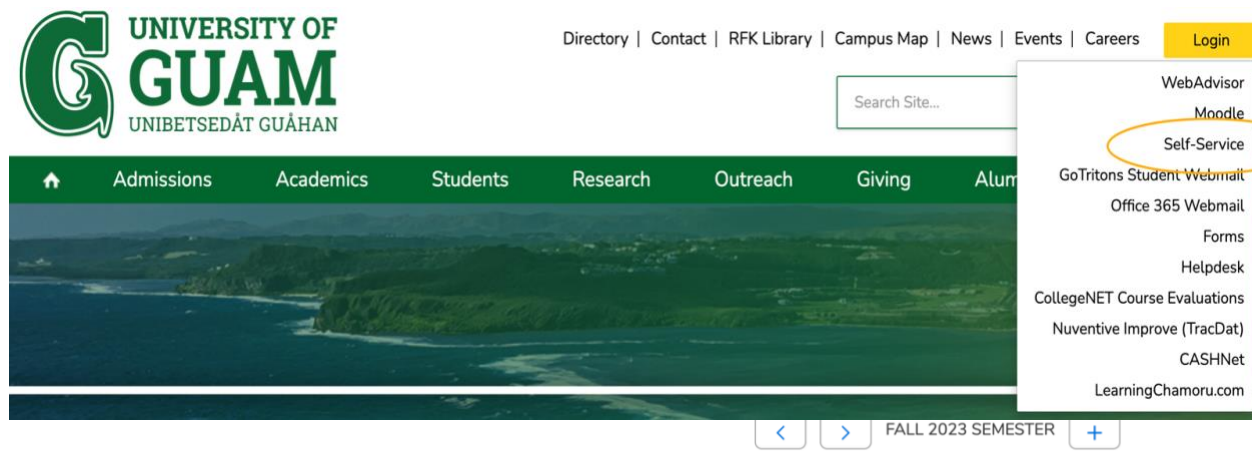 UNIVERSITY OF
GUAM
UNIBETSEDÅT GUÅHAN
Directory | Contact | RFK Library | Campus Map | News | Events | Careers
Login
Search Site...
WebAdvisor
Moodle
Self-Service
GoTritons Student Webmail
Office 365 Webmail
Forms
Helpdesk
CollegeNET Course Evaluations
Nuventive Improve (TracDat)
CASHNet
LearningChamoru.com
Admissions Academics Students Research Outreach Giving Alum
FALL 2023 SEMESTER